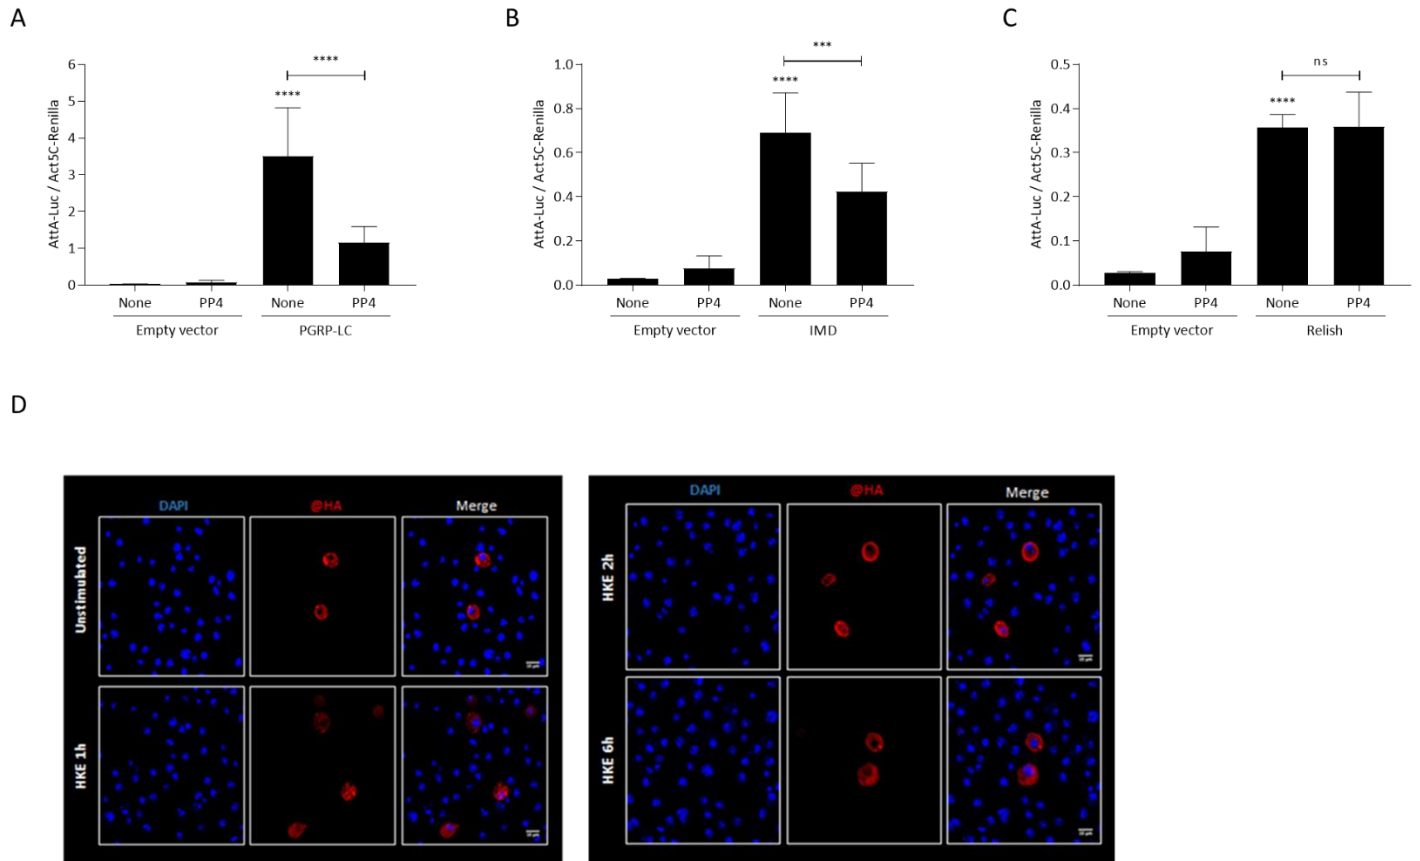 A
AttA-Luc / Act5C-Renilla
6
5
4
3
2
1
0
****
****
None PP4 None PP4
Empty vector PGRP-LC
B
AttA-Luc / Act5C-Renilla
1.0
0.8
0.6
0.4
0.2
0.0
***
****
None PP4 None PP4
Empty vector IMD
C
AttA-Luc / Act5C-Renilla
0.5
0.4
0.3
0.2
0.1
0.0
ns
****
None PP4 None PP4
Empty vector Relish
D
DAPI @HA Merge
Unstimulated
HKE 1h
DAPI @HA Merge
HKE 2h
HKE 6h